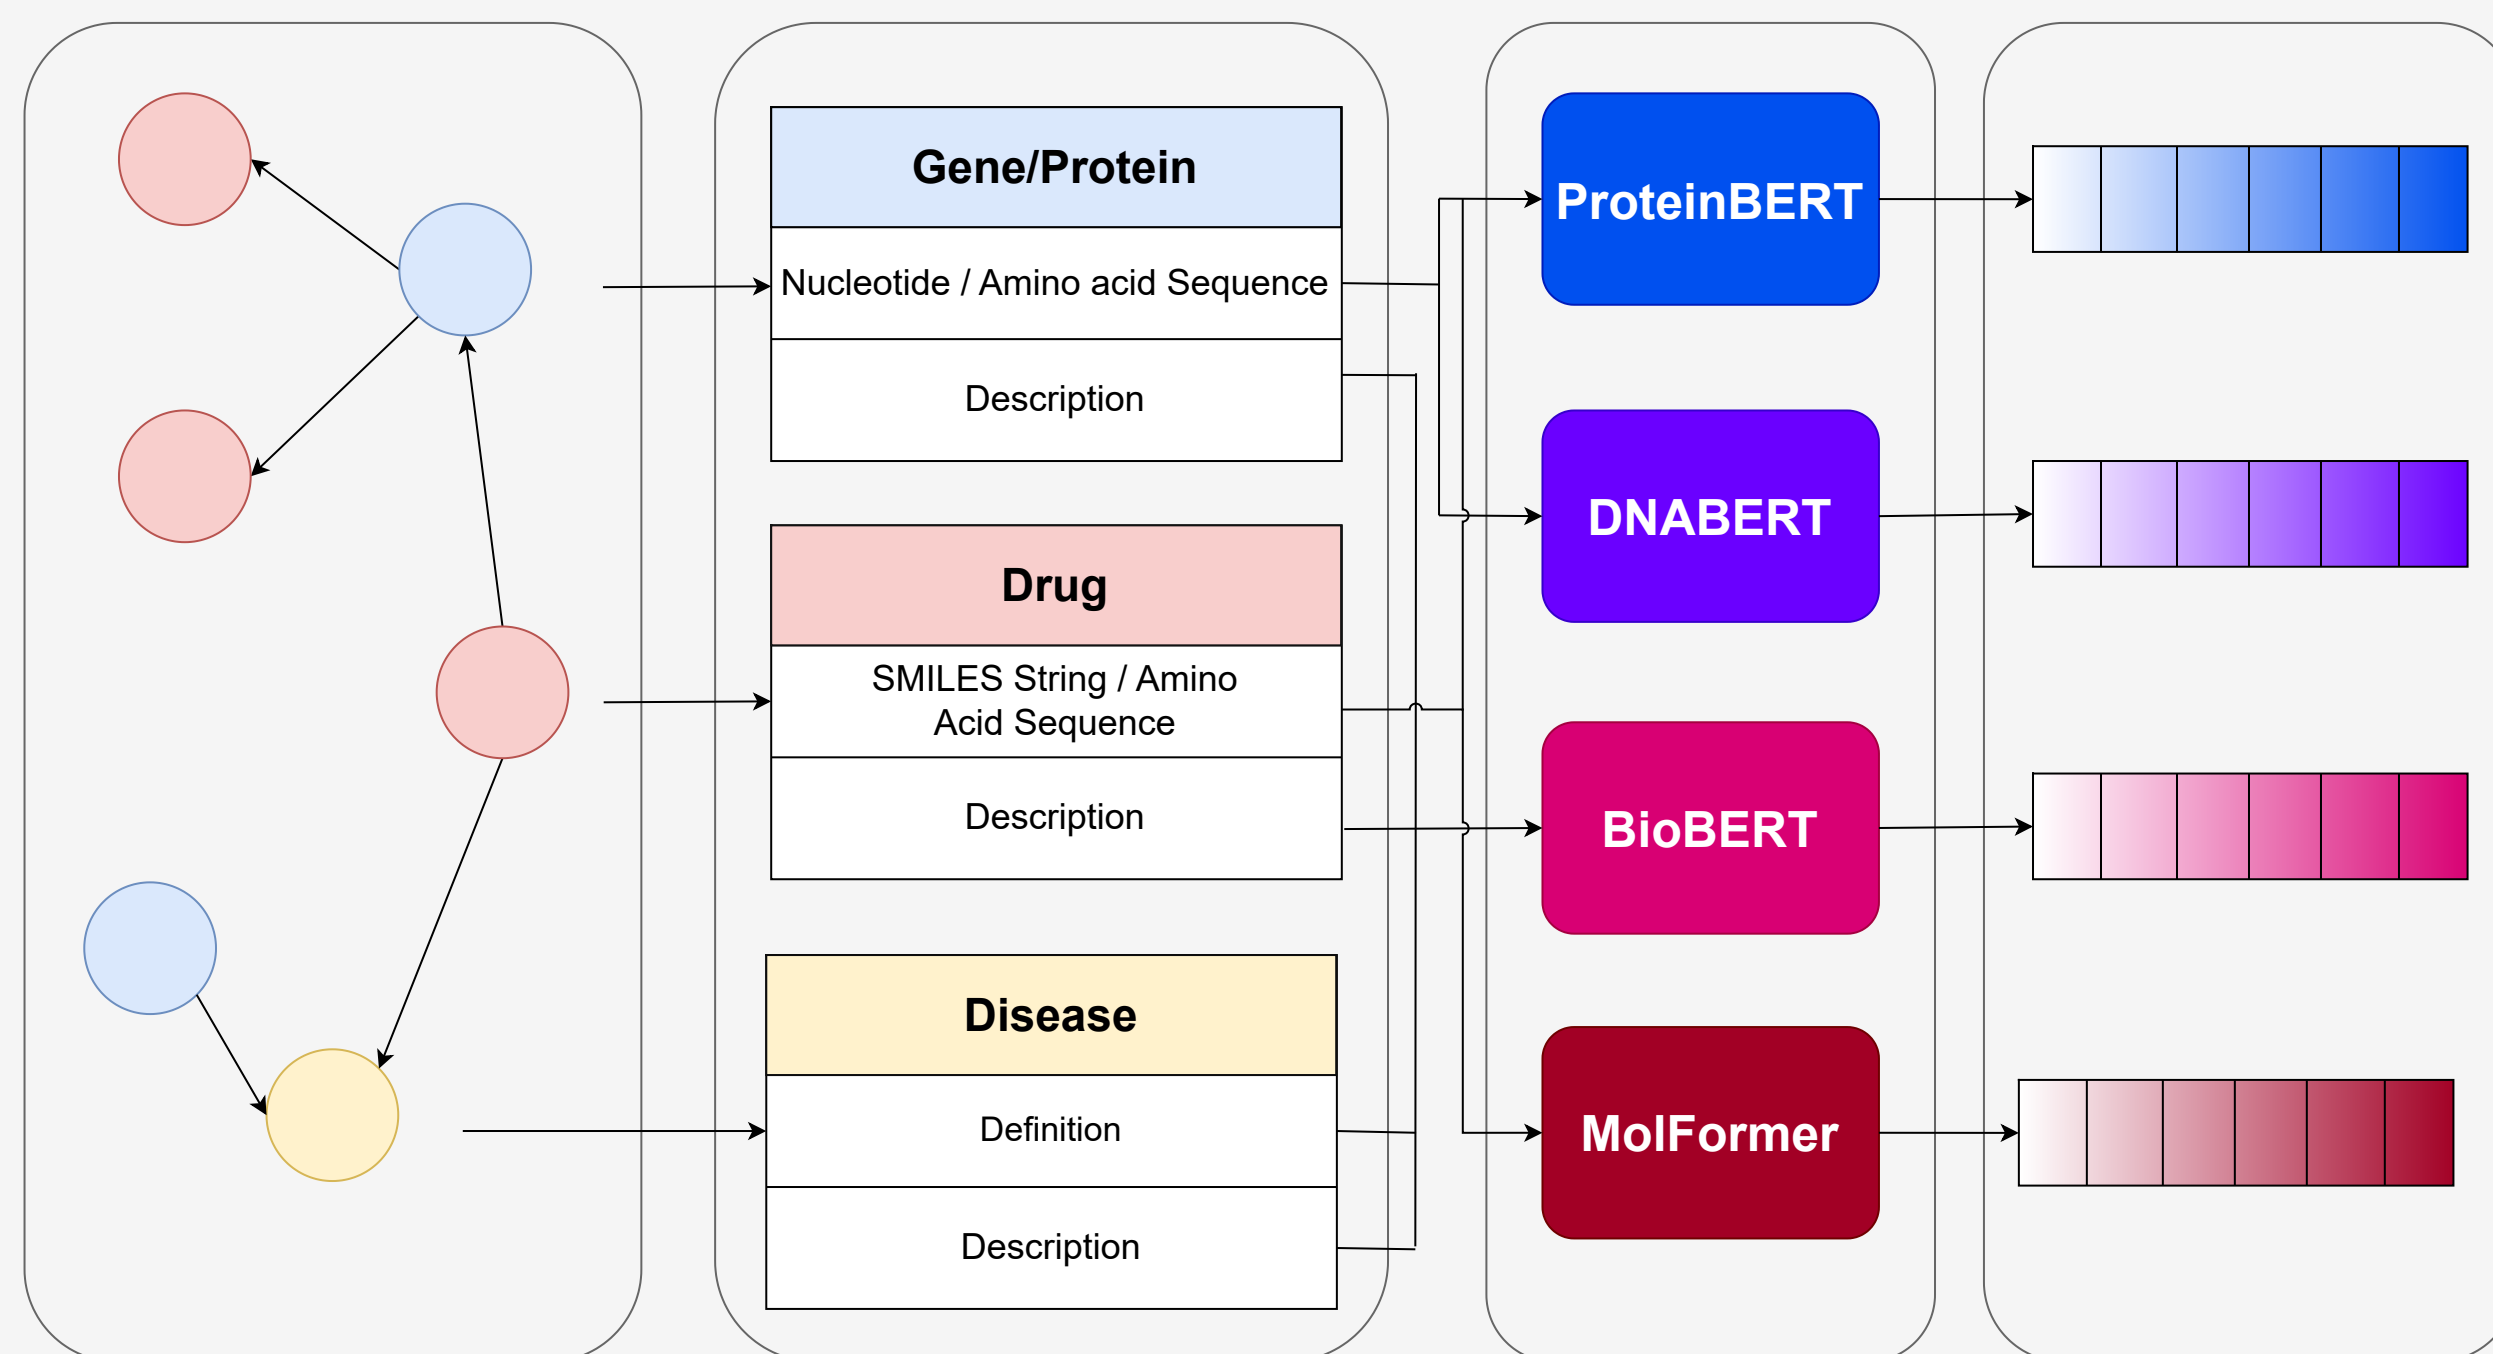 Gene/Protein
Nucleotide / Amino acid Sequence
Description
Drug
SMILES String / Amino
Acid Sequence
Description
Disease
Definition
Description
ProteinBERT
DNABERT
BioBERT
MolFormer